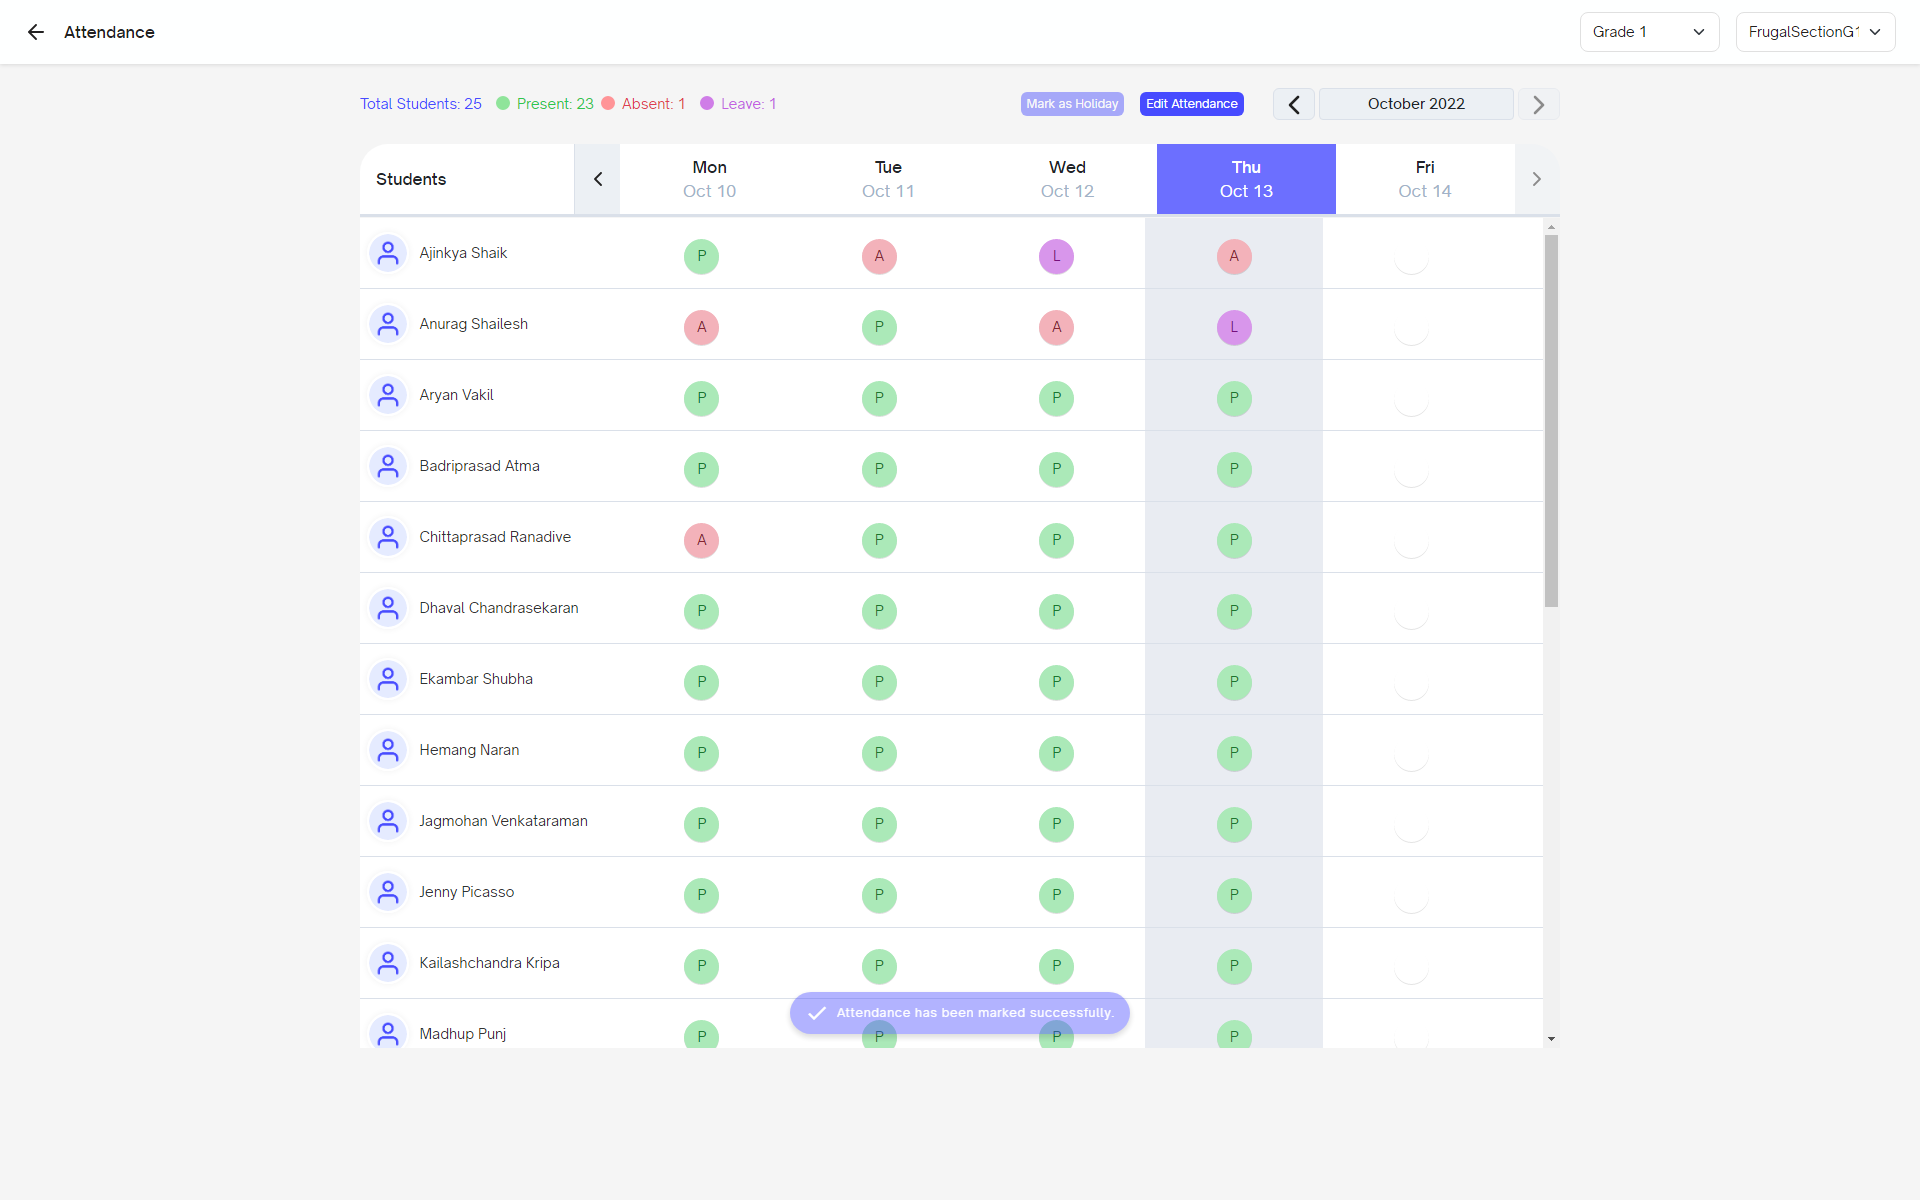 Attendance
Grade 1
FrugalSectionG1
Total Students: 25 Present: 23 Absent: 1 Leave: 1
Mark as Holiday
Edit Attendance
October 2022
Students
Mon Tue Wed Thu Fri
Oct 10 Oct 11 Oct 12 Oct 13 Oct 14
Ajinkya Shaik P A L A
Anurag Shailesh A P A L
Aryan Vakil P P P P
Badriprasad Atma P P P P
Chittaprasad Ranadive A P P P
Dhaval Chandrasekaran P P P P
Ekambar Shubha P P P P
Hemang Naran P P P P
Jagmohan Venkataraman P P P P
Jenny Picasso P P P P
Kailashchandra Kripa P P P P
Attendance has been marked successfully.
Madhup Punj P P P P